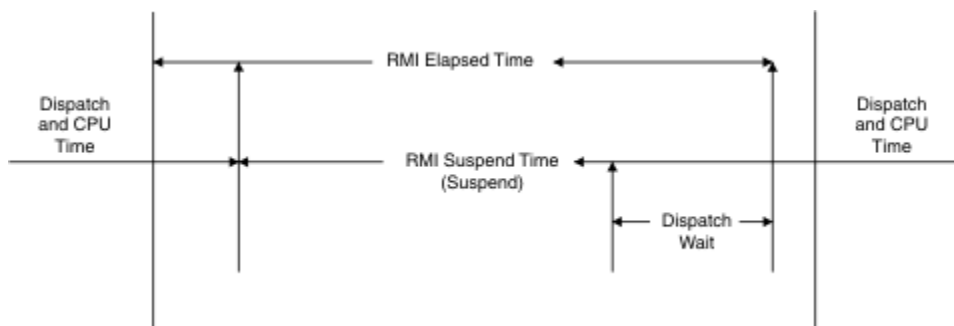 RMI Elapsed Time
Dispatch
and CPU
Time
Dispatch
and CPU
Time
RMI Suspend Time
(Suspend)
Dispatch
Wait